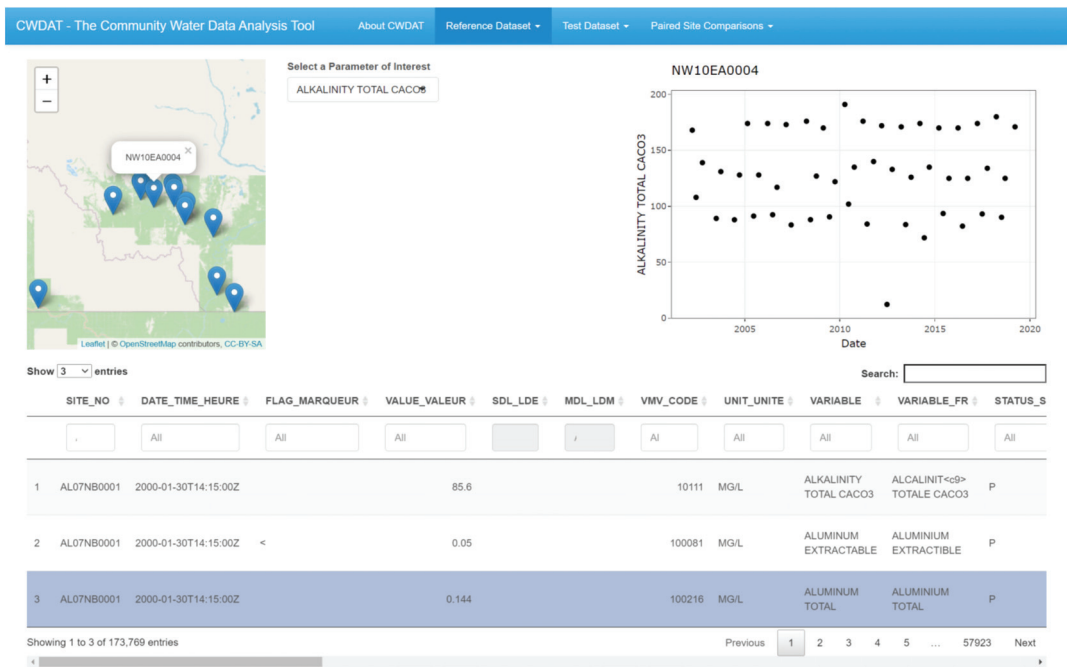 CWDAT - The Community Water Data Analysis Tool About CWDAT Reference Dataset Test Dataset Paired Site Comparisons
+
−
NW10EA0004 ×
Leaflet | © OpenStreetMap contributors, CC-BY-SA
Select a Parameter of Interest
ALKALINITY TOTAL CACO3
NW10EA0004
ALKALINITY TOTAL CACO3
200
150
100
50
0
2005 2010 2015 2020
Date
Show 3 entries Search:
SITE_NO DATE_TIME_HEURE FLAG_MARQUEUR VALUE_VALEUR SDL_LDE MDL_LDM VMV_CODE UNIT_UNITE VARIABLE VARIABLE_FR STATUS_S
All All All Al All All All All
1 AL07NB0001 2000-01-30T14:15:00Z 85.6 10111 MG/L ALKALINITY ALCALINIT<c9> P
TOTAL CACO3 TOTALE CACO3
2 AL07NB0001 2000-01-30T14:15:00Z < 0.05 100081 MG/L ALUMINUM ALUMINIUM P
EXTRACTABLE EXTRACTIBLE
3 AL07NB0001 2000-01-30T14:15:00Z 0.144 100216 MG/L ALUMINUM ALUMINIUM P
TOTAL TOTAL
Showing 1 to 3 of 173,769 entries Previous 1 2 3 4 5 … 57923 Next